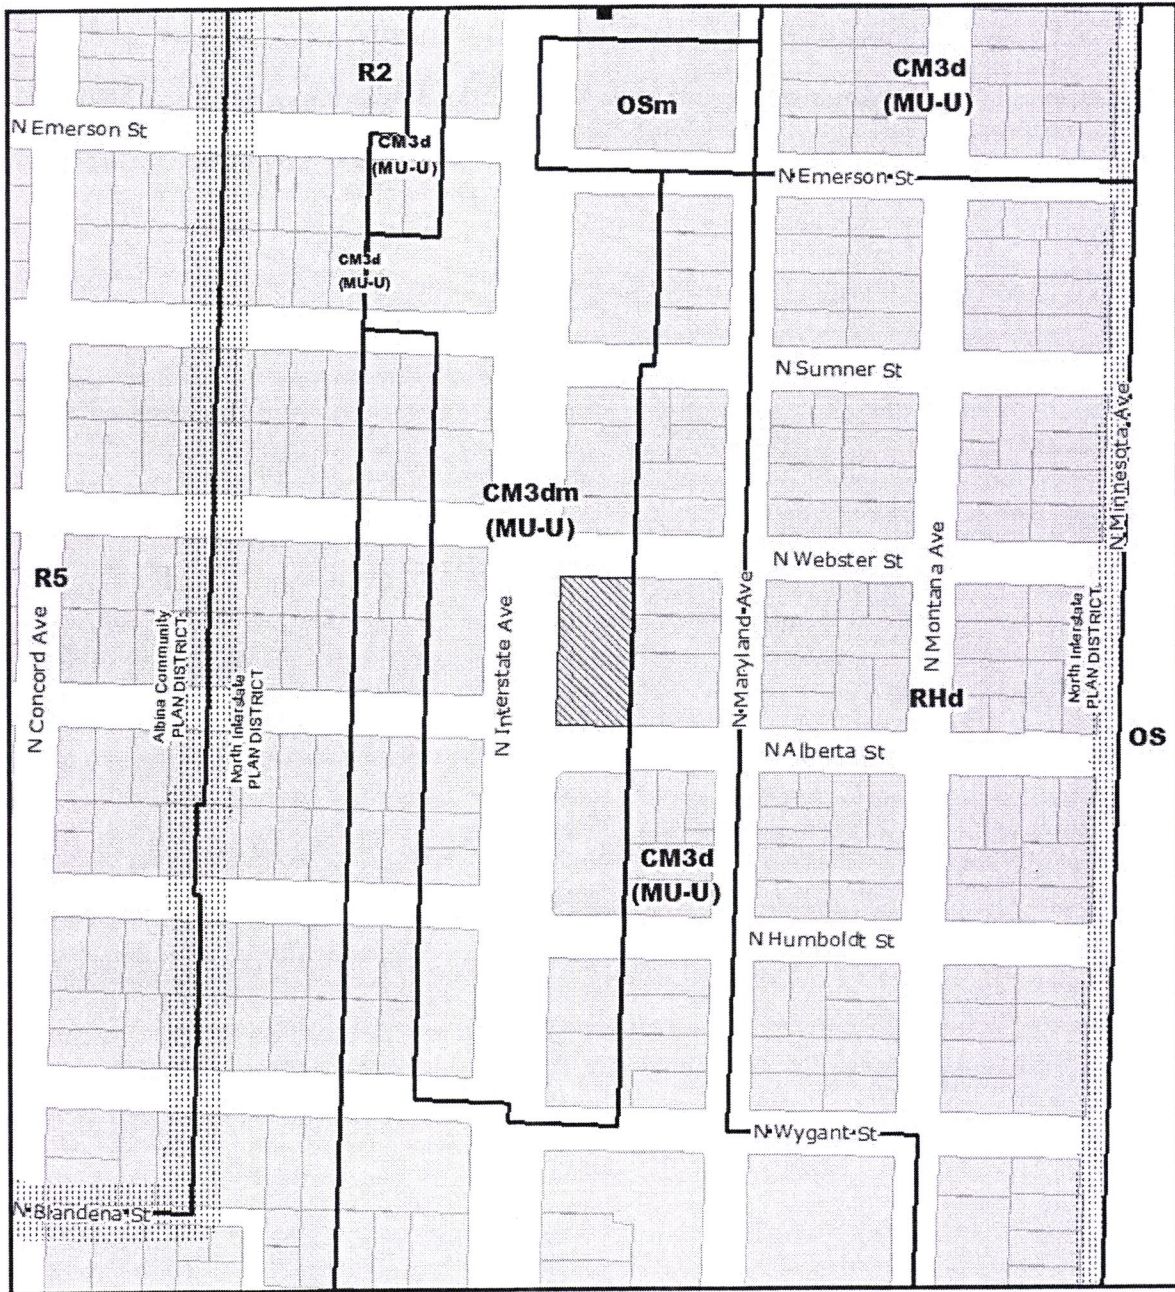 R2
CM3d
(MU-U)
OSm
N Emerson St
CM3d
(MU-U)
N Emerson St
CM3d
(MU-U)
N Sumner St
N Minnesota Ave
CM3dm
(MU-U)
N Webster St
R5
N Concord Ave
Albina Community
PLAN DISTRICT
North Interstate
PLAN DISTRICT
N Interstate Ave
N Maryland Ave
N Montana Ave
North Interstate
PLAN DISTRICT
RHd
OS
N Alberta St
CM3d
(MU-U)
N Humboldt St
N Wygant St
N Blandena St